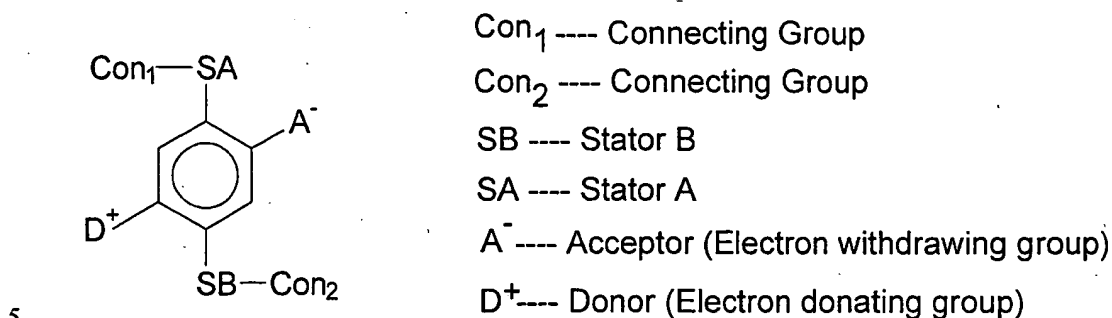 Con₁—SA
A⁻
D⁺
SB—Con₂
Con₁ ---- Connecting Group
Con₂ ---- Connecting Group
SB ---- Stator B
SA ---- Stator A
A⁻---- Acceptor (Electron withdrawing group)
D⁺---- Donor (Electron donating group)
5